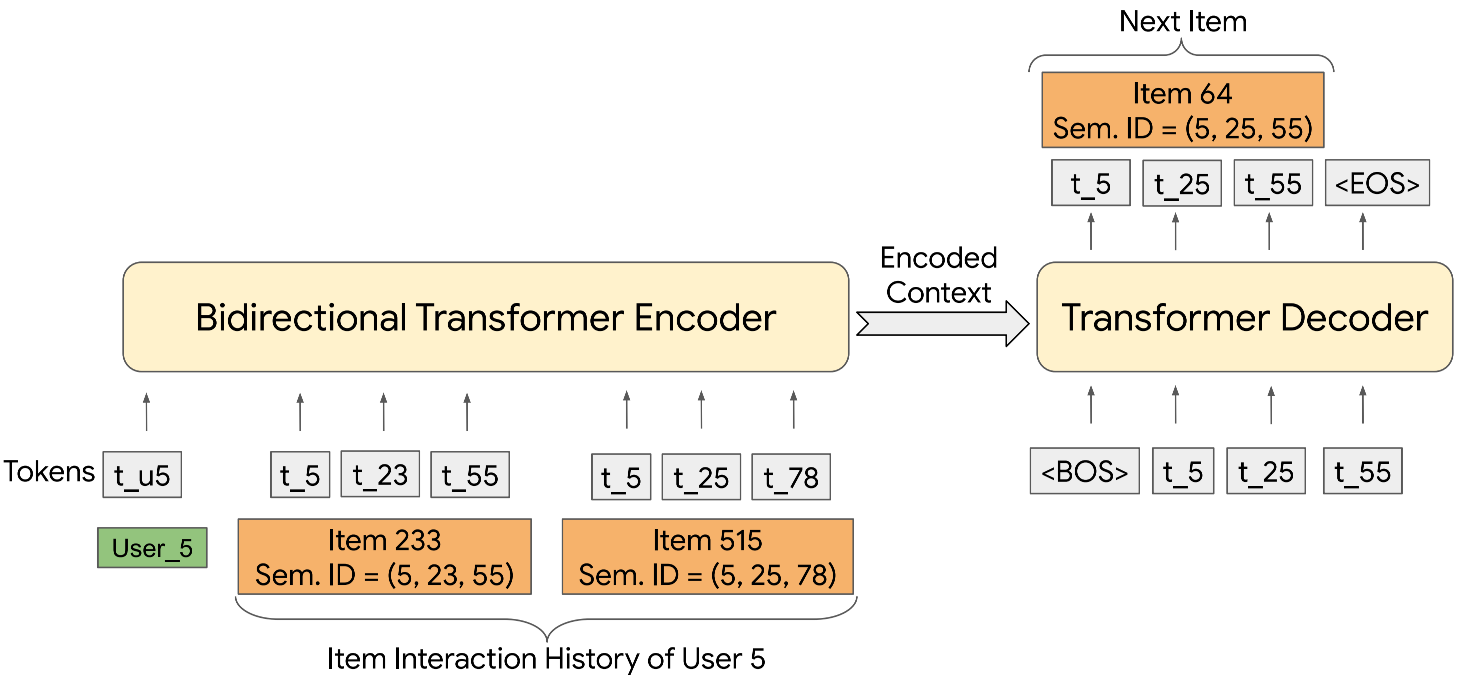 Next Item
Item 64
Sem. ID = (5, 25, 55)
t_5 t_25 t_55 <EOS>
Encoded
Context
Bidirectional Transformer Encoder
Transformer Decoder
Tokens t_u5 t_5 t_23 t_55 t_5 t_25 t_78
<BOS> t_5 t_25 t_55
User_5
Item 233
Sem. ID = (5, 23, 55)
Item 515
Sem. ID = (5, 25, 78)
Item Interaction History of User 5